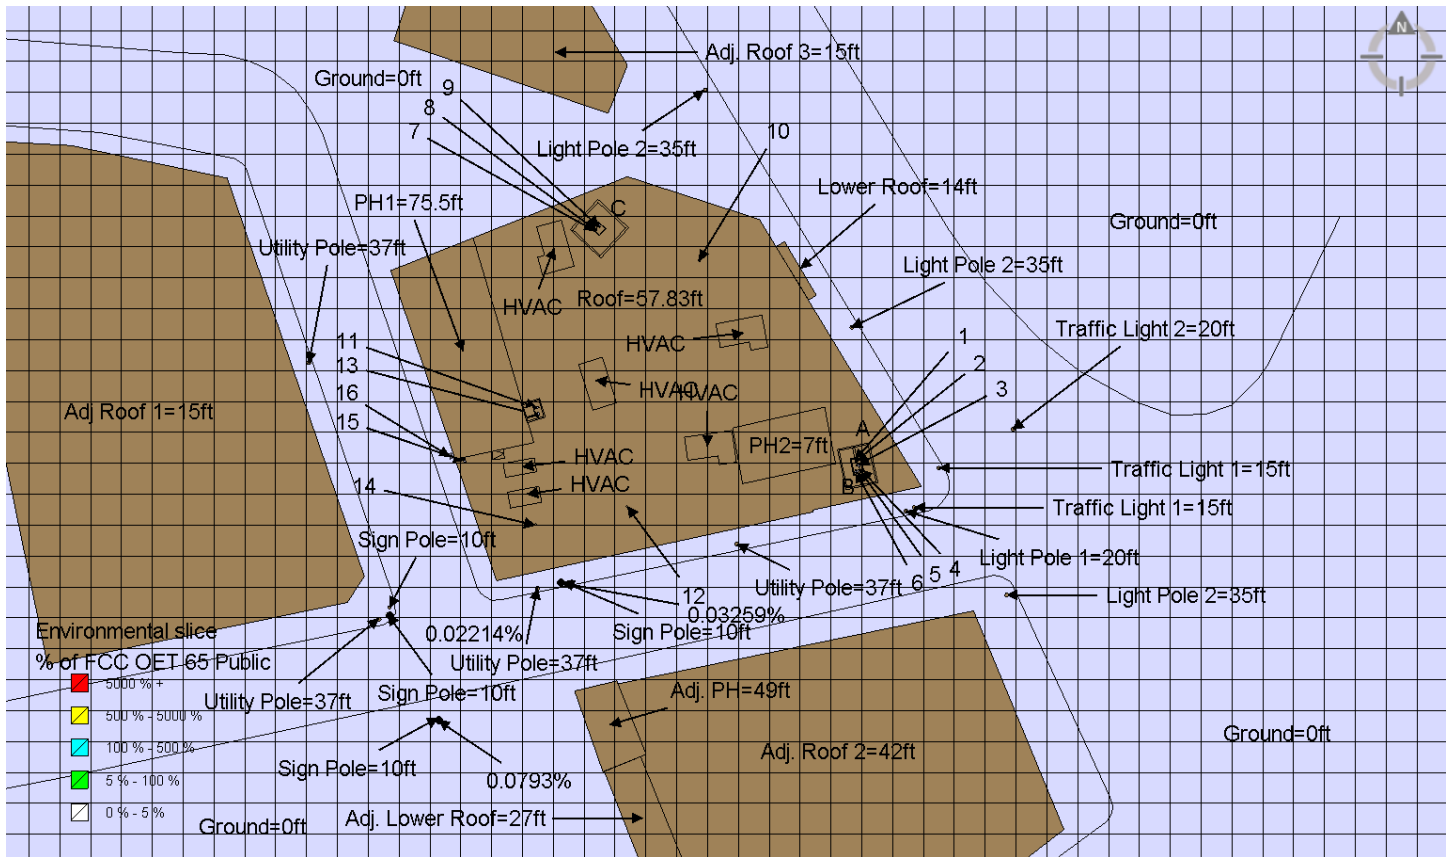 N
Adj. Roof 3=15ft
Ground=0ft
9
8
7
10
Light Pole 2=35ft
Lower Roof=14ft
PH1=75.5ft
C
Ground=0ft
Utility Pole=37ft
Light Pole 2=35ft
HVAC
Roof=57.83ft
Traffic Light 2=20ft
1
11
HVAC
2
13
HVAC
HVAC
3
16
Adj Roof 1=15ft
15
A
PH2=7ft
HVAC
Traffic Light 1=15ft
14
HVAC
B
Traffic Light 1=15ft
Sign Pole=10ft
Light Pole 1=20ft
6
5
4
Utility Pole=37ft
12
Light Pole 2=35ft
0.03259%
Environmental slice
0.02214%
Sign Pole=10ft
% of FCC OET 65 Public
Utility Pole=37ft
5000 % +
Utility Pole=37ft
Sign Pole=10ft
Adj. PH=49ft
500 % - 5000 %
Ground=0ft
100 % - 500 %
Adj. Roof 2=42ft
Sign Pole=10ft
0.0793%
5 % - 100 %
0 % - 5 %
Ground=0ft
Adj. Lower Roof=27ft